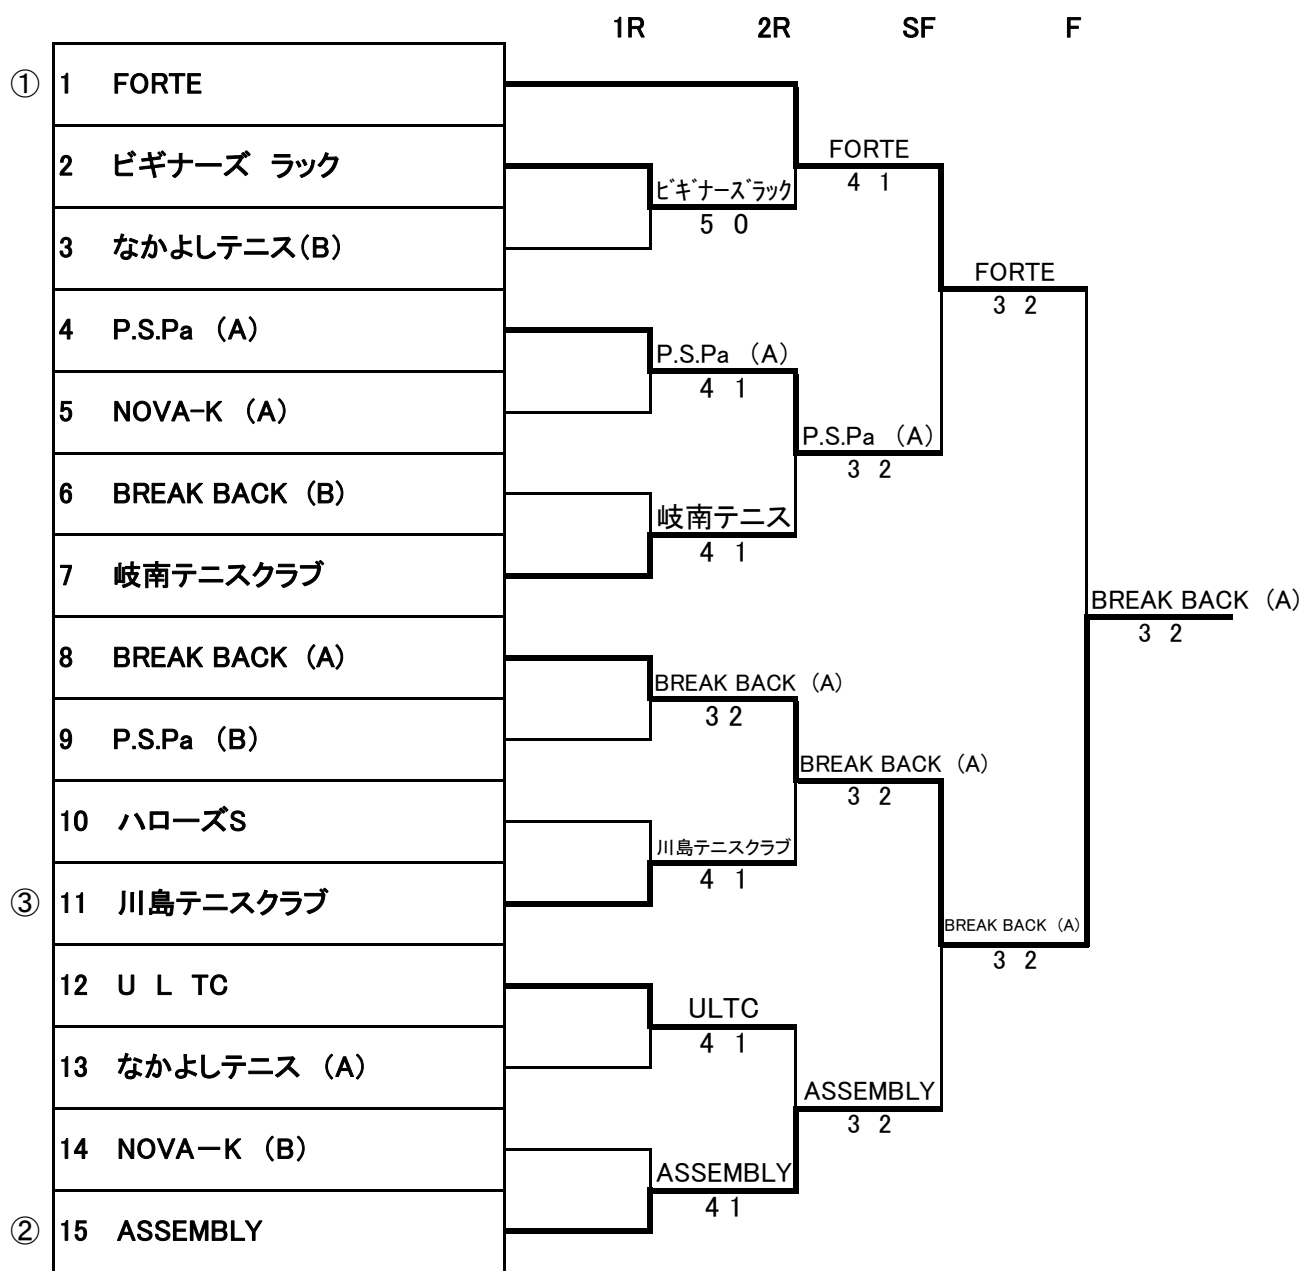 1R 2R SF F
① 1 FORTE
2 ビギナーズ ラック
3 なかよしテニス(B)
4 P.S.Pa (A)
5 NOVA-K (A)
6 BREAK BACK (B)
7 岐南テニスクラブ
8 BREAK BACK (A)
9 P.S.Pa (B)
10 ハローズS
③ 11 川島テニスクラブ
12 U L TC
13 なかよしテニス (A)
14 NOVA-K (B)
② 15 ASSEMBLY
ビギナーズラック
5 0
P.S.Pa (A)
4 1
岐南テニス
4 1
BREAK BACK (A)
3 2
川島テニスクラブ
4 1
ULTC
4 1
ASSEMBLY
4 1
FORTE
4 1
P.S.Pa (A)
3 2
BREAK BACK (A)
3 2
ASSEMBLY
3 2
FORTE
3 2
BREAK BACK (A)
3 2
BREAK BACK (A)
3 2